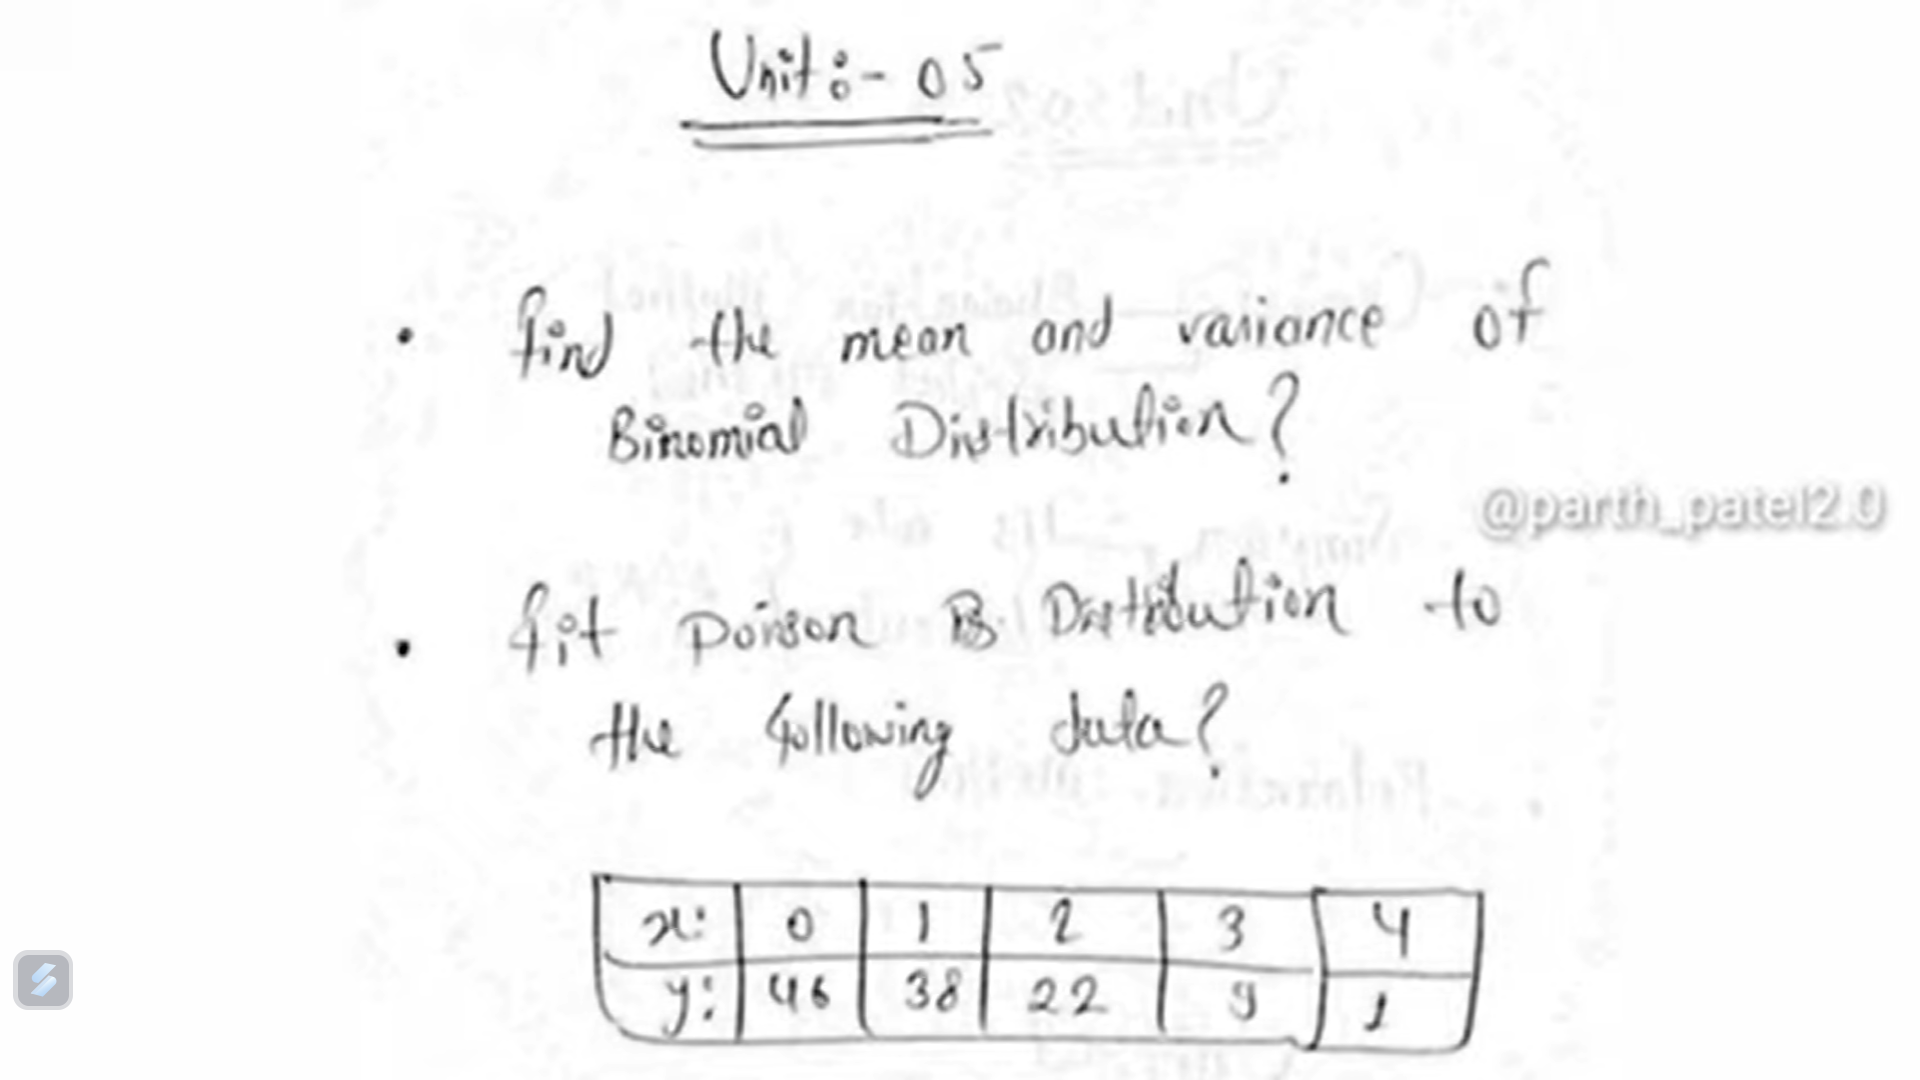 Unit :- 05
• find the mean and variance of
Binomial Distribution?
@parth_patel2.0
• fit poison Distribution to
the following data?
x: 0 1 2 3 4
y: 46 38 22 9 1